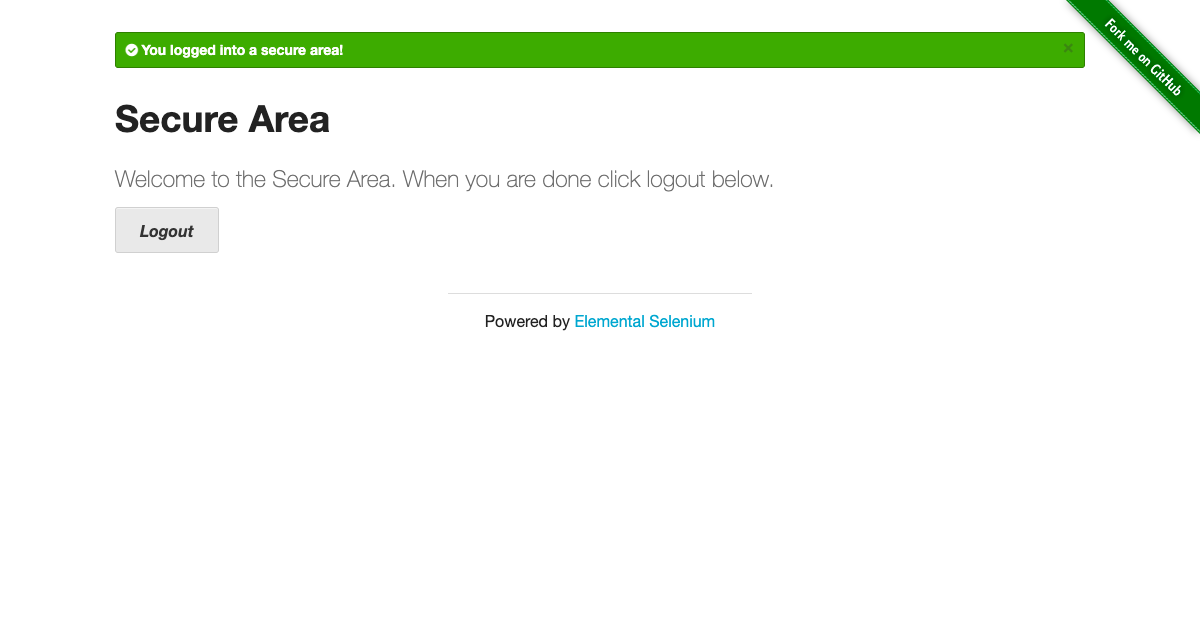 You logged into a secure area!
×
Fork me on GitHub
Secure Area
Welcome to the Secure Area. When you are done click logout below.
Logout
Powered by Elemental Selenium